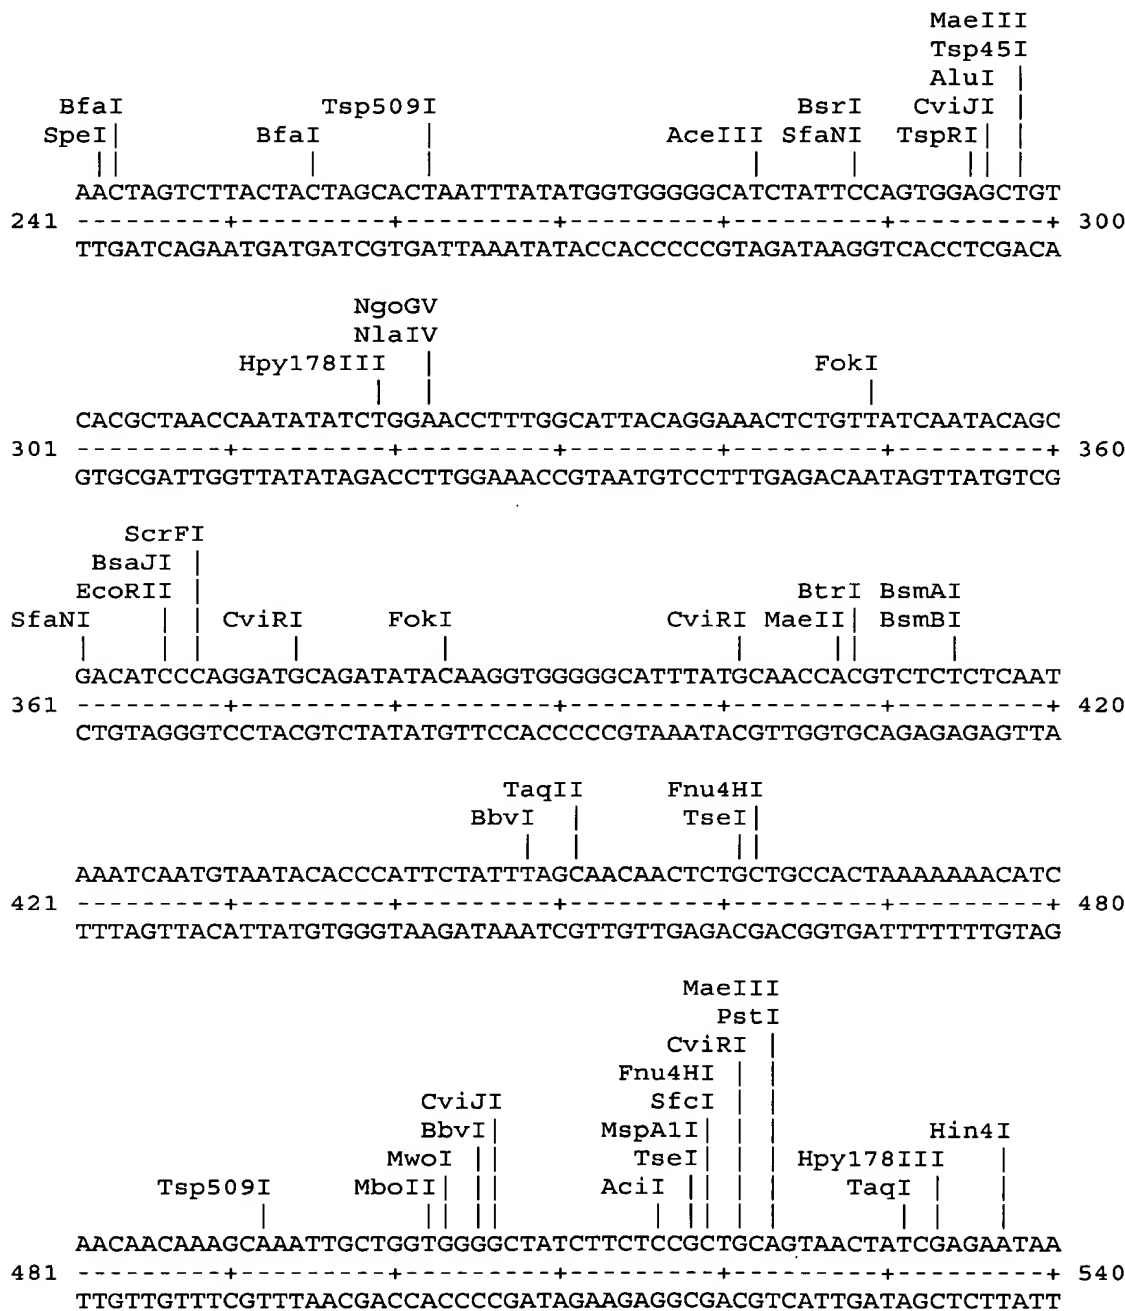 MaeIII
Tsp45I
AluI |
BfaI Tsp509I BsrI CviJI |
SpeI| BfaI | AceIII SfaNI TspRI| |
|| | | | | || |
AACTAGTCTTACTACTAGCACTAATTTATATGGTGGGGGCATCTATTCCAGTGGAGCTGT
241 ---------+---------+---------+---------+---------+---------+ 300
TTGATCAGAATGATGATCGTGATTAAATATACCACCCCCGTAGATAAGGTCACCTCGACA
NgoGV
NlaIV
Hpy178III | FokI
| | |
CACGCTAACCAATATATCTGGAACCTTTGGCATTACAGGAAACTCTGTTATCAATACAGC
301 ---------+---------+---------+---------+---------+---------+ 360
GTGCGATTGGTTATATAGACCTTGGAAACCGTAATGTCCTTTGAGACAATAGTTATGTCG
ScrFI
BsaJI |
EcoRII | BtrI BsmAI
SfaNI | | CviRI FokI CviRI MaeII| BsmBI
| | | | | | || |
GACATCCCAGGATGCAGATATACAAGGTGGGGGCATTTATGCAACCACGTCTCTCTCAAT
361 ---------+---------+---------+---------+---------+---------+ 420
CTGTAGGGTCCTACGTCTATATGTTCCACCCCCGTAAATACGTTGGTGCAGAGAGAGTTA
TaqII Fnu4HI
BbvI | TseI|
| | ||
AAATCAATGTAATACACCCATTCTATTTAGCAACAACTCTGCTGCCACTAAAAAAACATC
421 ---------+---------+---------+---------+---------+---------+ 480
TTTAGTTACATTATGTGGGTAAGATAAATCGTTGTTGAGACGACGGTGATTTTTTTGTAG
MaeIII
PstI
CviRI |
Fnu4HI | |
CviJI SfcI | |
BbvI| MspA1I| | | Hin4I
MwoI || TseI| | | Hpy178III |
Tsp509I MboII| || AciI || | | TaqI | |
| || || | || | | | | |
AACAACAAAGCAAATTGCTGGTGGGGCTATCTTCTCCGCTGCAGTAACTATCGAGAATAA
481 ---------+---------+---------+---------+---------+---------+ 540
TTGTTGTTTCGTTTAACGACCACCCCGATAGAAGAGGCGACGTCATTGATAGCTCTTATT